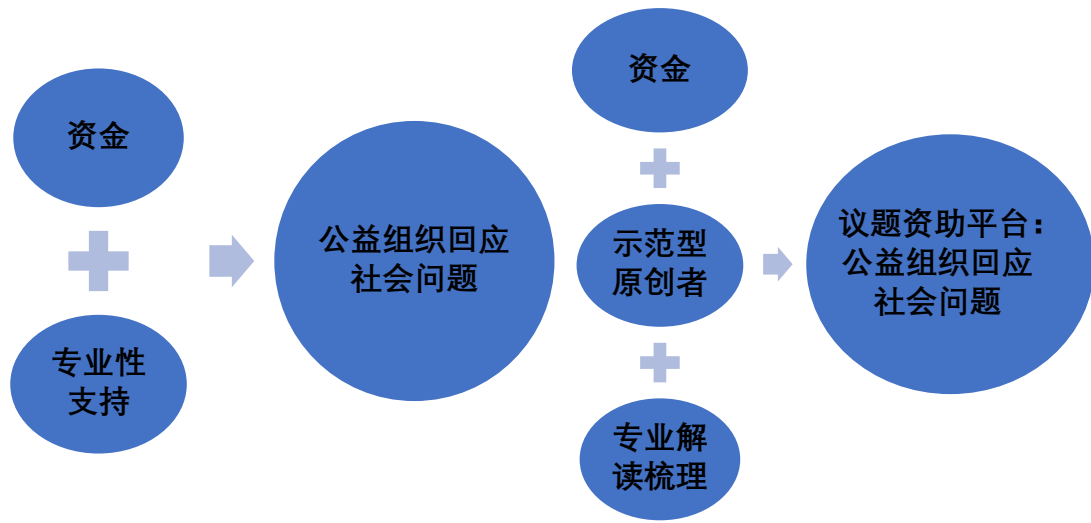 资金
专业性
支持
公益组织回应
社会问题
资金
示范型
原创者
专业解
读梳理
议题资助平台：
公益组织回应
社会问题